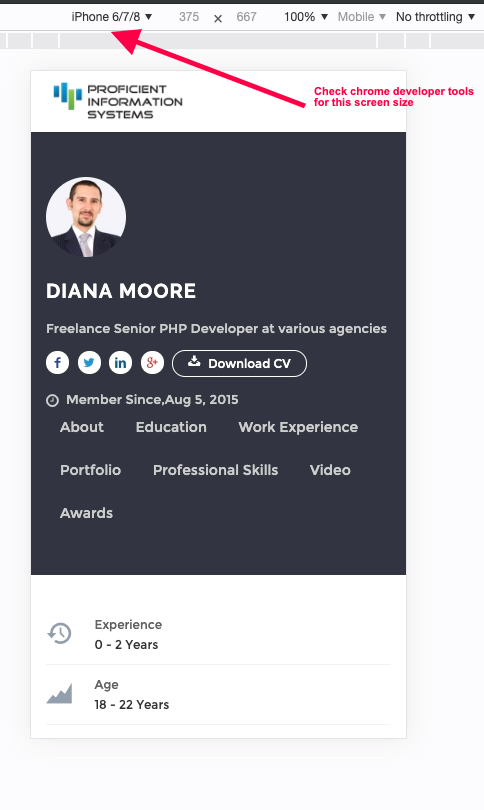 iPhone 6/7/8 ▼ 375 × 667 100% ▼ Mobile ▼ No throttling ▼
Check chrome developer tools
for this screen size
PROFICIENT
INFORMATION
SYSTEMS
DIANA MOORE
Freelance Senior PHP Developer at various agencies
f in g+ Download CV
Member Since,Aug 5, 2015
About Education Work Experience
Portfolio Professional Skills Video
Awards
Experience
0 - 2 Years
Age
18 - 22 Years